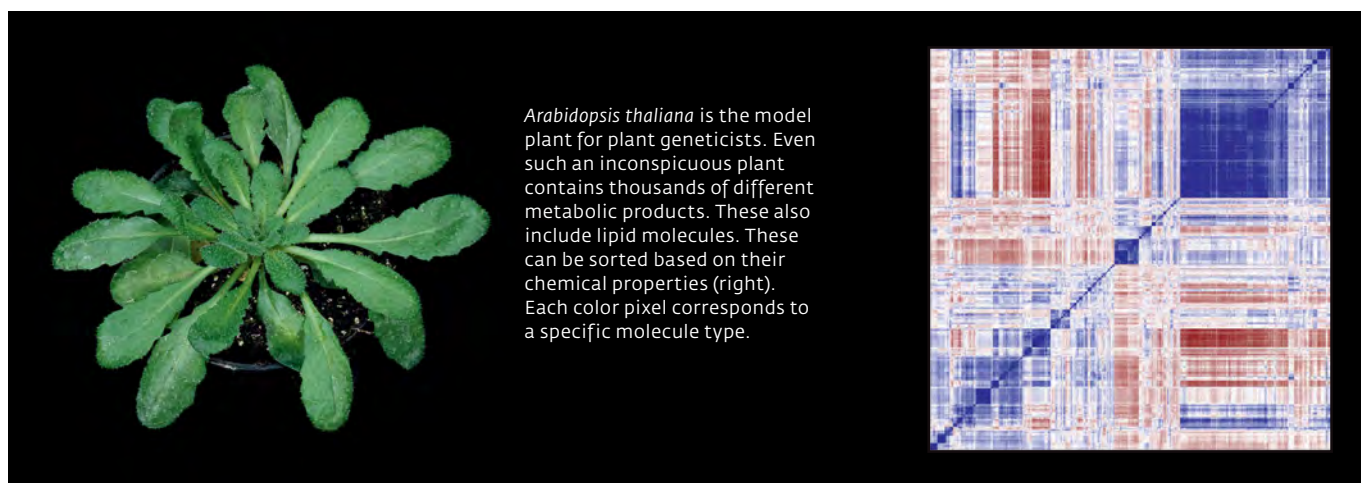 Arabidopsis thaliana is the model
plant for plant geneticists. Even
such an inconspicuous plant
contains thousands of different
metabolic products. These also
include lipid molecules. These
can be sorted based on their
chemical properties (right).
Each color pixel corresponds to
a specific molecule type.